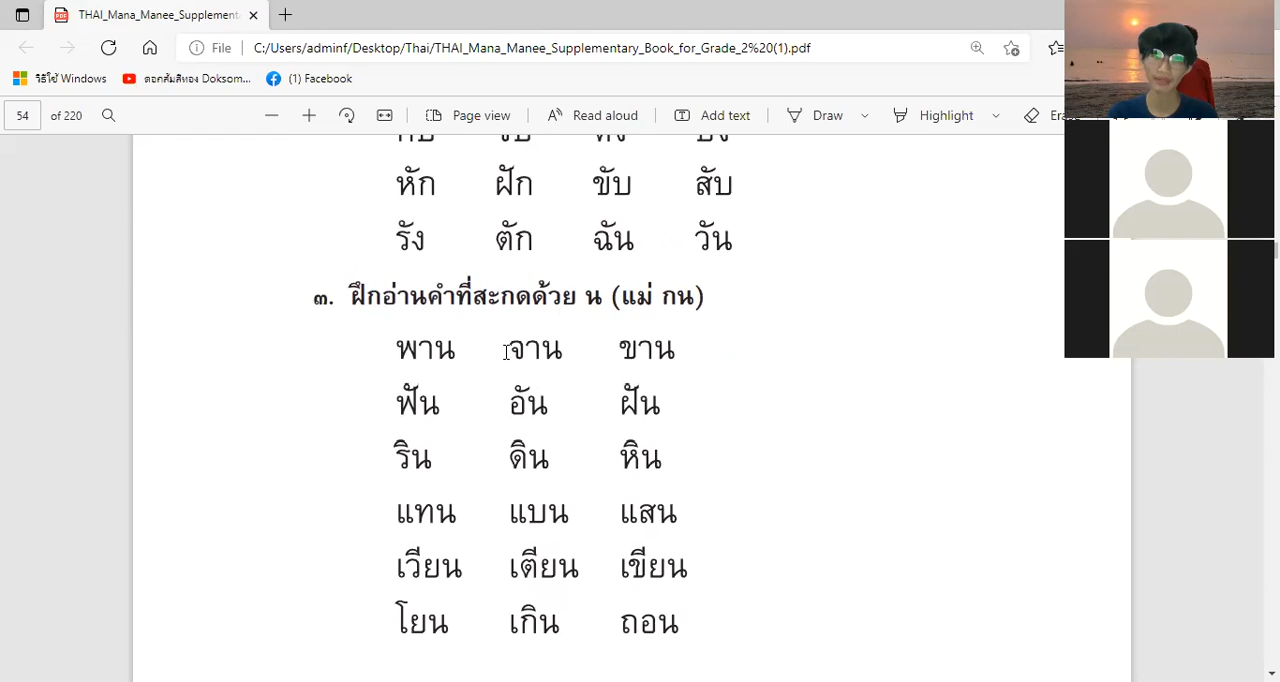 THAI_Mana_Manee_Supplementa
File C:/Users/adminf/Desktop/Thai/THAI_Mana_Manee_Supplementary_Book_for_Grade_2%20(1).pdf
วิธีใช้ Windows ดอกส้มสีทอง Doksom... (1) Facebook
54 of 220 Page view Read aloud Add text Draw Highlight
หัก ฝัก ขับ สับ
รัง ตัก ฉัน วัน
๓. ฝึกอ่านคำที่สะกดด้วย น (แม่ กน)
พาน จาน ขาน
ฟัน อัน ฝัน
ริน ดิน หิน
แทน แบน แสน
เวียน เตียน เขียน
โยน เกิน ถอน